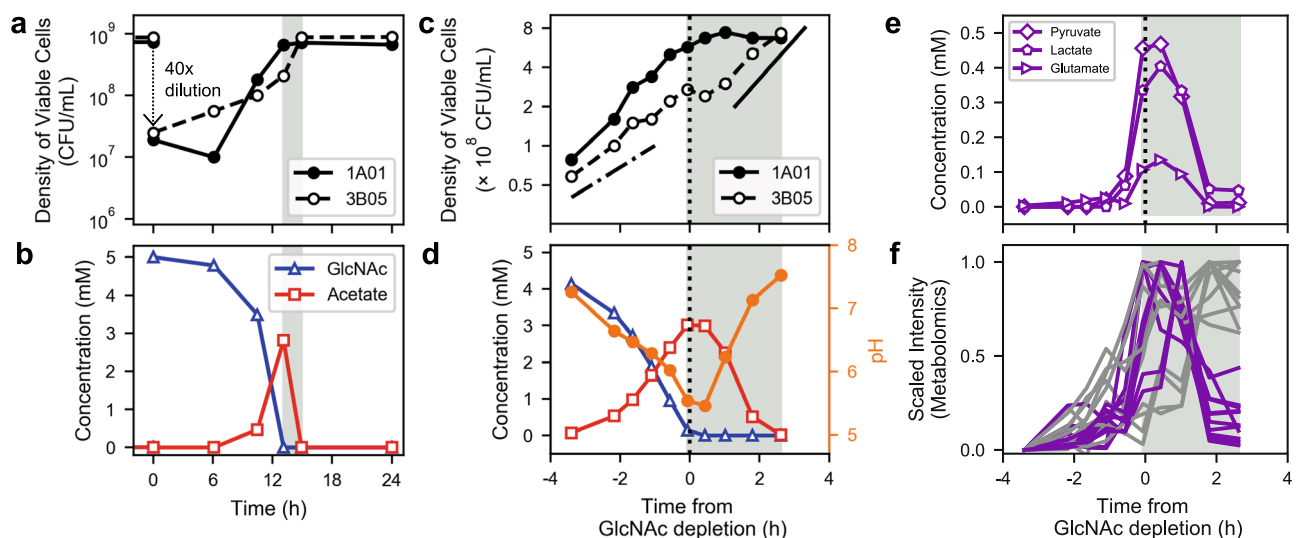 a
Density of Viable Cells
(CFU/mL)
10⁹
10⁸
10⁷
10⁶
40x
dilution
1A01
3B05
0
6
12
18
24
b
Concentration (mM)
5
4
3
2
1
0
GlcNAc
Acetate
0
6
12
18
24
Time (h)
c
Density of Viable Cells
(× 10⁸ CFU/mL)
8
4
2
1
0.5
1A01
3B05
d
Concentration (mM)
5
4
3
2
1
0
8
7
6
5
pH
-4
-2
0
2
4
Time from
GlcNAc depletion (h)
e
Concentration (mM)
0.5
0.4
0.3
0.2
0.1
0.0
Pyruvate
Lactate
Glutamate
f
Scaled Intensity
(Metabolomics)
1.0
0.5
0.0
-4
-2
0
2
4
Time from
GlcNAc depletion (h)